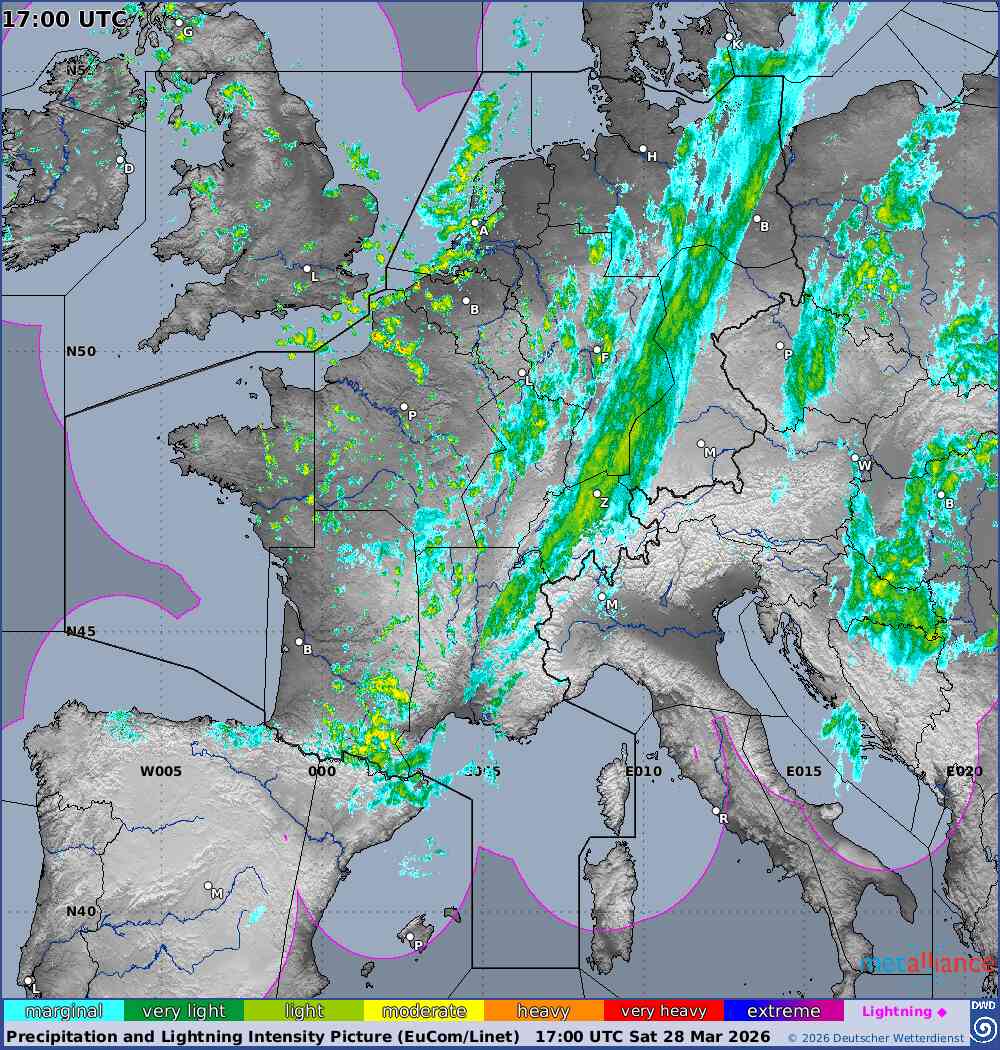 17:00 UTC
G
K
N5
H
D
A
B
L
B
N50
P
F
L
P
M
W
Z
B
M
N45
B
W005
000
005
E010
E015
E020
R
M
N40
P
L
metalliance
marginal very light light moderate heavy very heavy extreme Lightning ◆
DWD
Precipitation and Lightning Intensity Picture (EuCom/Linet) 17:00 UTC Sat 28 Mar 2026 © 2026 Deutscher Wetterdienst